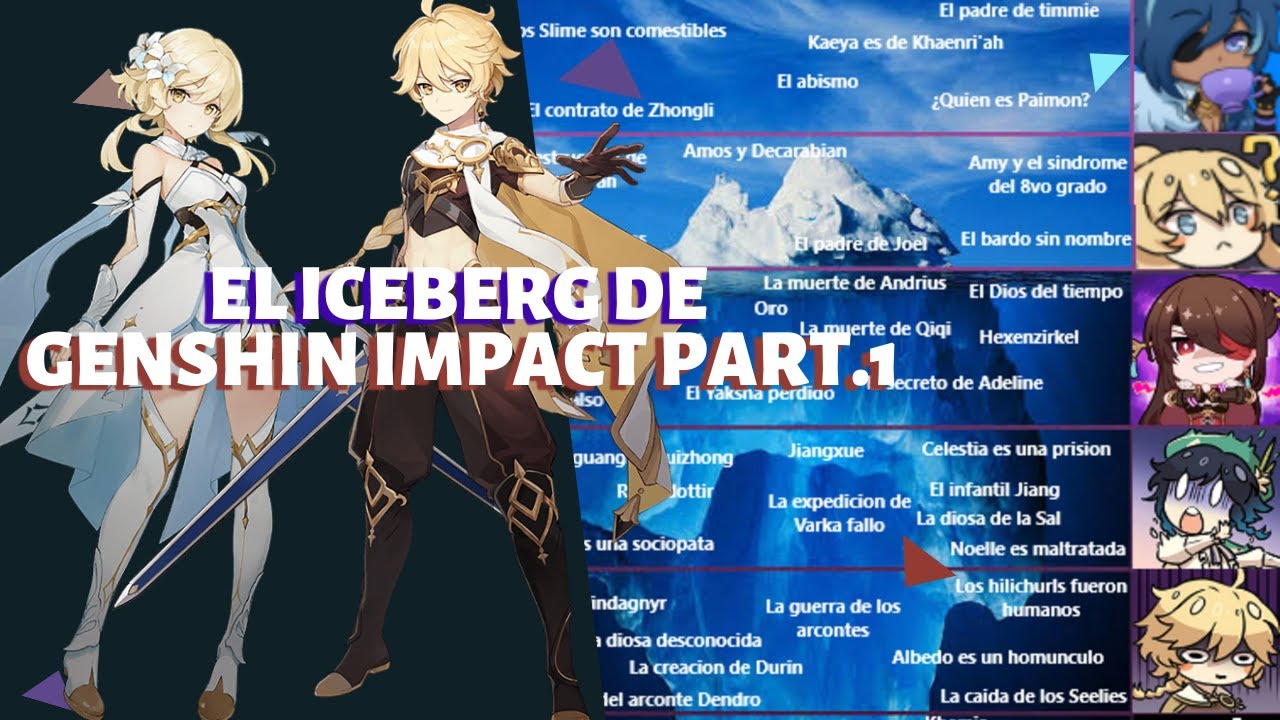 EL ICEBERG DE
GENSHIN IMPACT PART.1
El padre de timmie
Slime son comestibles
Kaeya es de Khaenri'ah
El abismo
El contrato de Zhongli
¿Quien es Paimon?
Amos y Decarabian
Amy y el sindrome
del 8vo grado
El padre de Joel
El bardo sin nombre
La muerte de Andrius
Oro
El Dios del tiempo
La muerte de Qiqi
Hexenzirkel
secreto de Adeline
El Yaksha perdido
Jiangxue
Celestia es una prision
El infantil Jiang
La expedicion de
Varka fallo
La diosa de la Sal
una sociopata
Noelle es maltratada
Los hilichurls fueron
humanos
La guerra de los
arcontes
diosa desconocida
La creacion de Durin
Albedo es un homunculo
del arconte Dendro
La caida de los Seelies